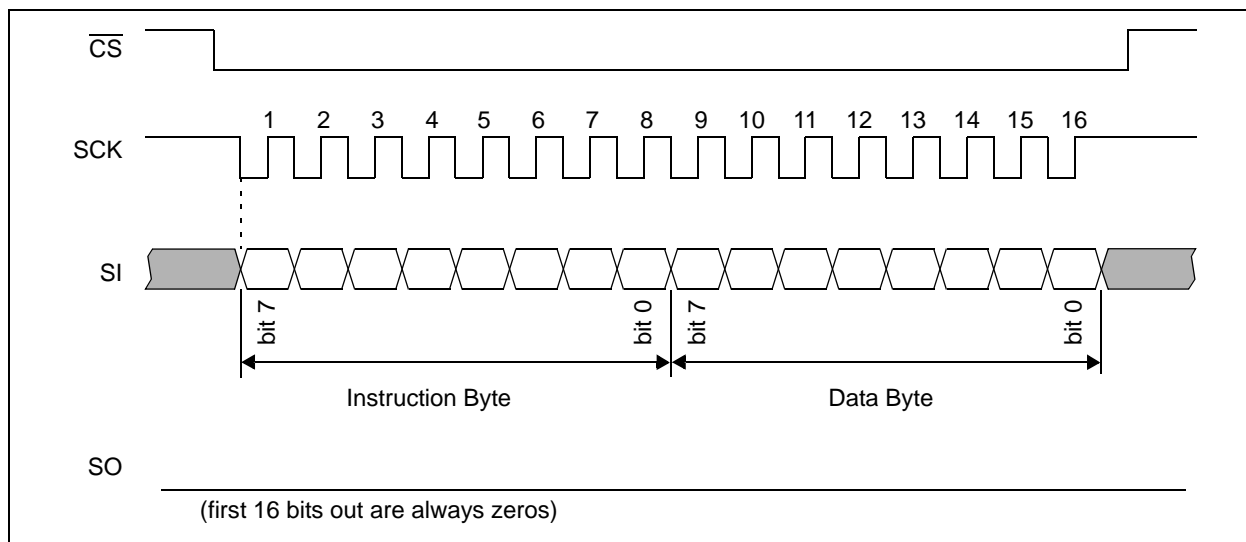 CS
1 2 3 4 5 6 7 8 9 10 11 12 13 14 15 16
SCK
SI
bit 7 bit 0 bit 7 bit 0
Instruction Byte Data Byte
SO
(first 16 bits out are always zeros)